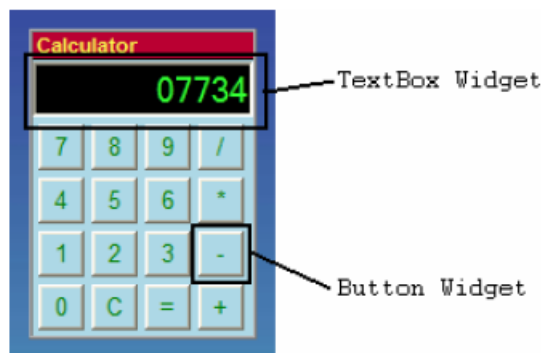 Calculator
07734
TextBox Widget
7 8 9 /
4 5 6 *
1 2 3 -
Button Widget
0 C = +